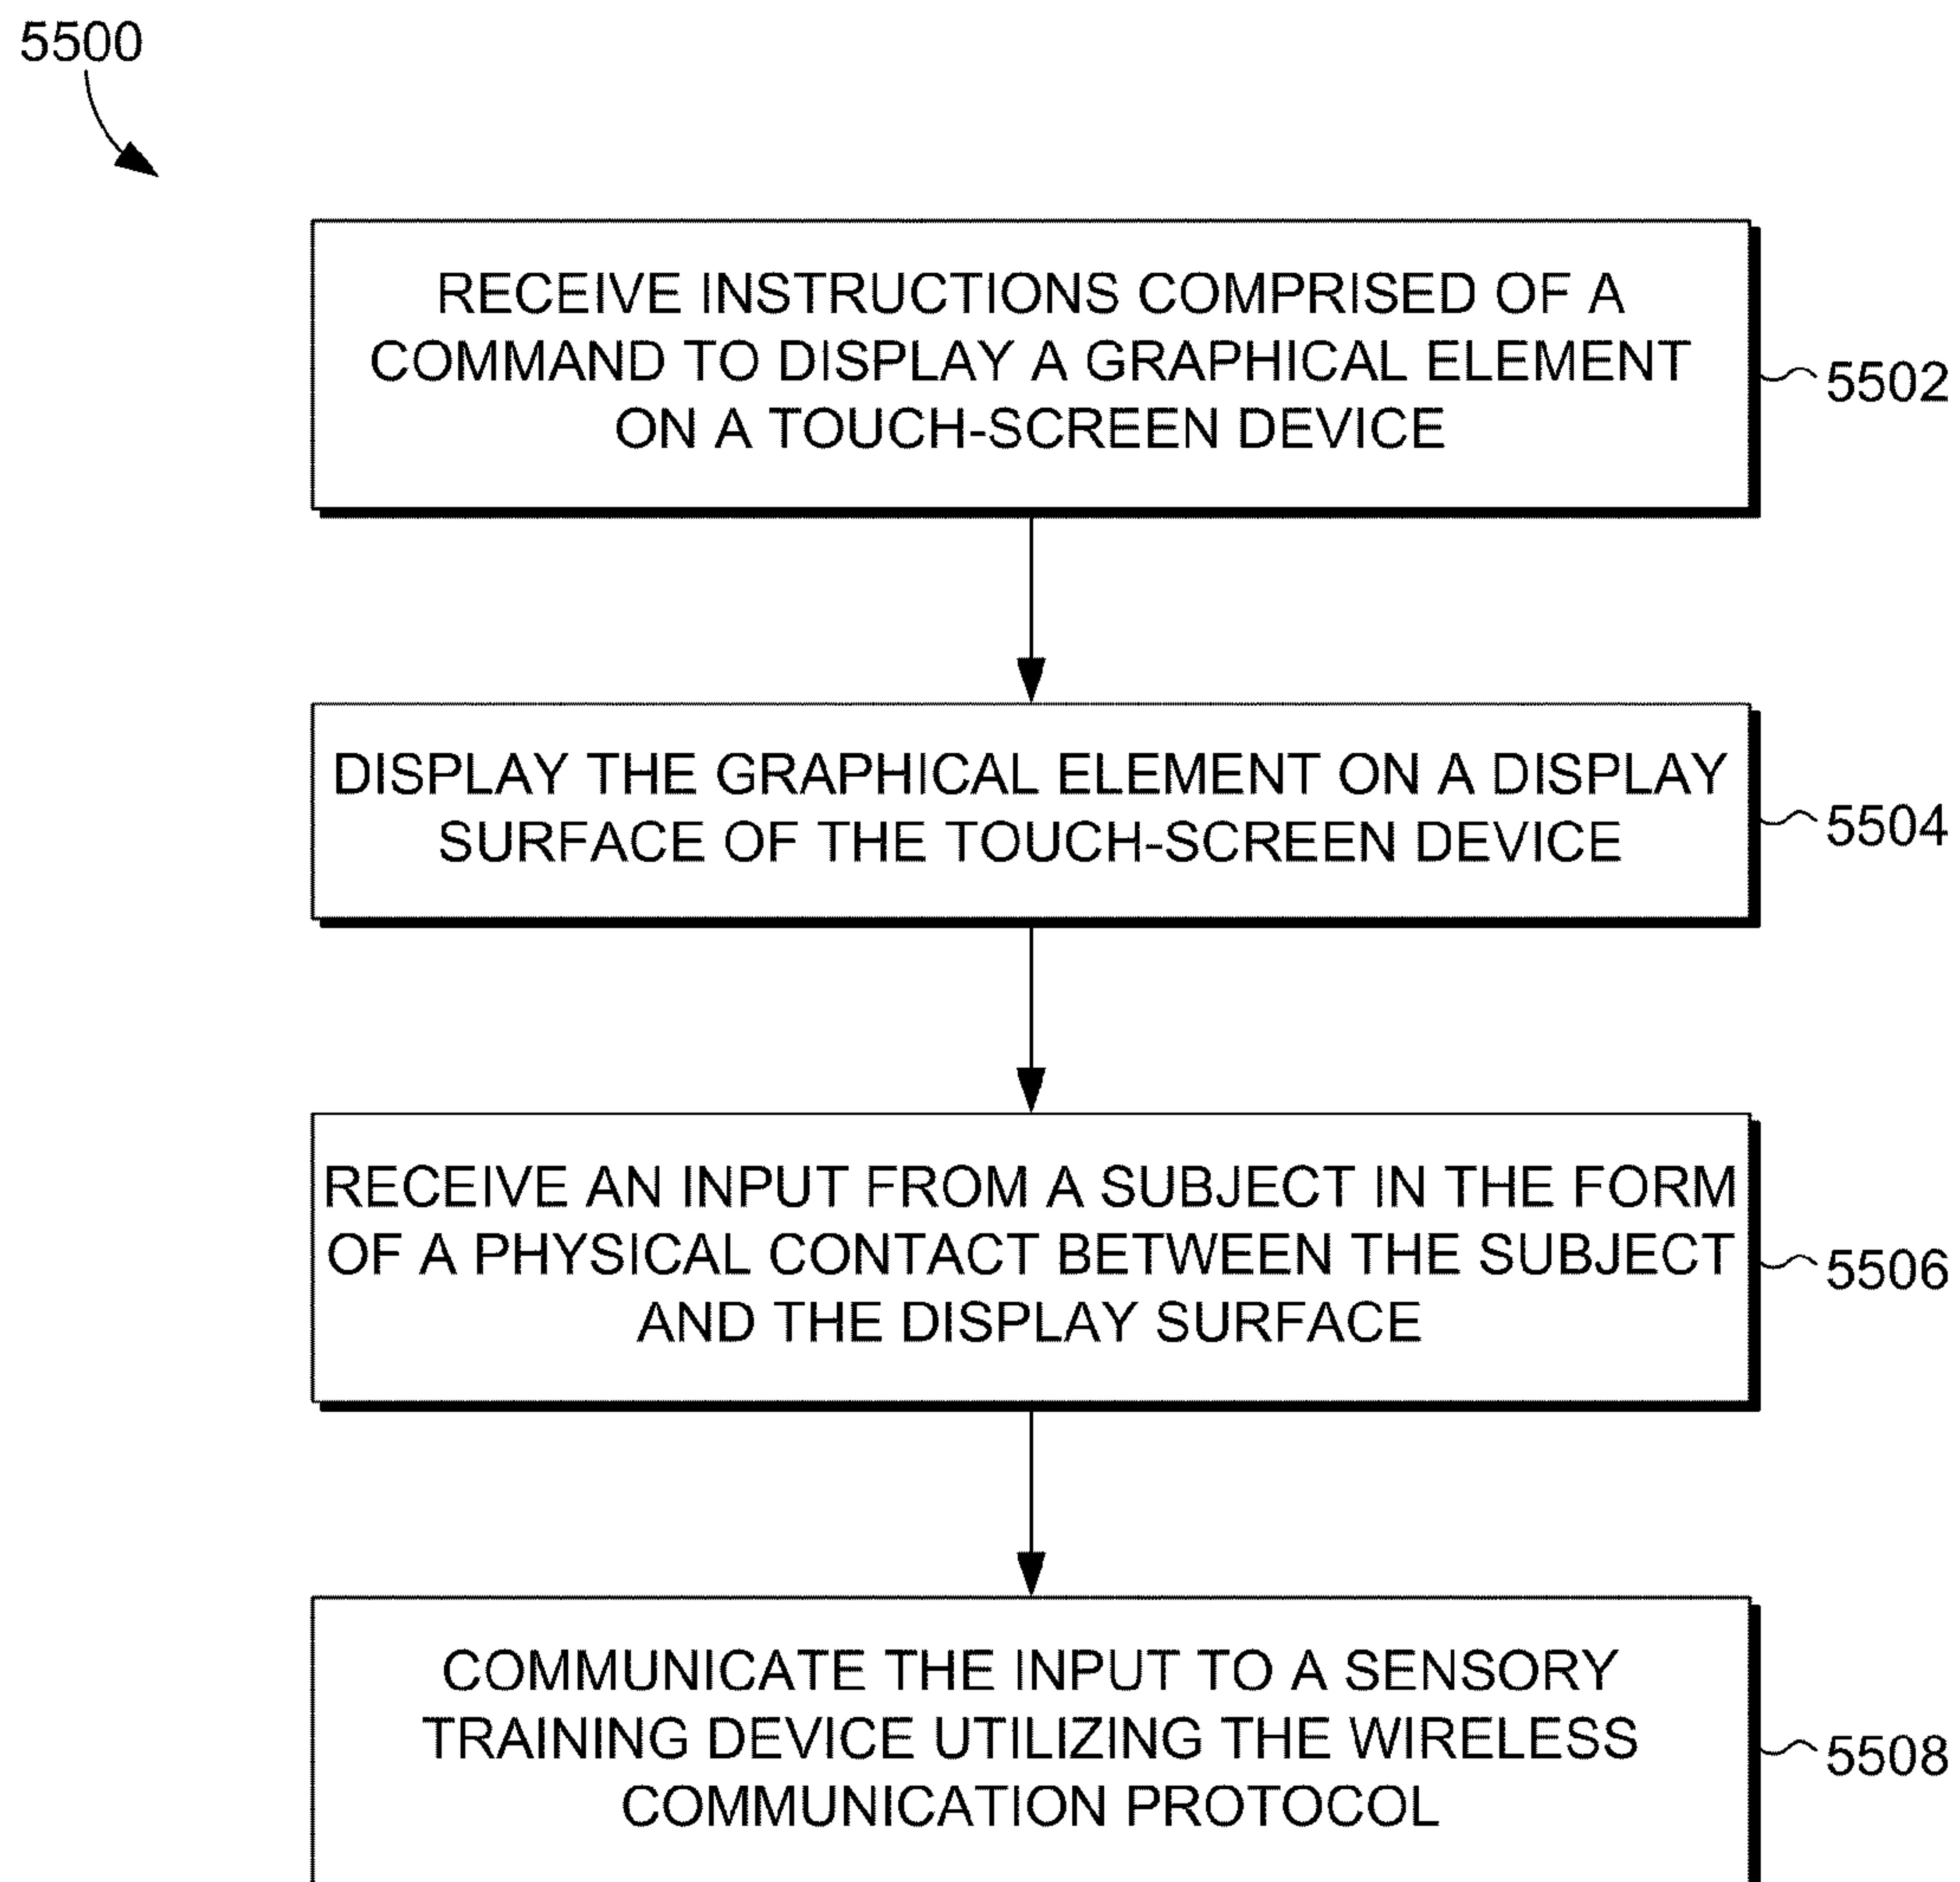 5500
RECEIVE INSTRUCTIONS COMPRISED OF A
COMMAND TO DISPLAY A GRAPHICAL ELEMENT
ON A TOUCH-SCREEN DEVICE
5502
DISPLAY THE GRAPHICAL ELEMENT ON A DISPLAY
SURFACE OF THE TOUCH-SCREEN DEVICE
5504
RECEIVE AN INPUT FROM A SUBJECT IN THE FORM
OF A PHYSICAL CONTACT BETWEEN THE SUBJECT
AND THE DISPLAY SURFACE
5506
COMMUNICATE THE INPUT TO A SENSORY
TRAINING DEVICE UTILIZING THE WIRELESS
COMMUNICATION PROTOCOL
5508